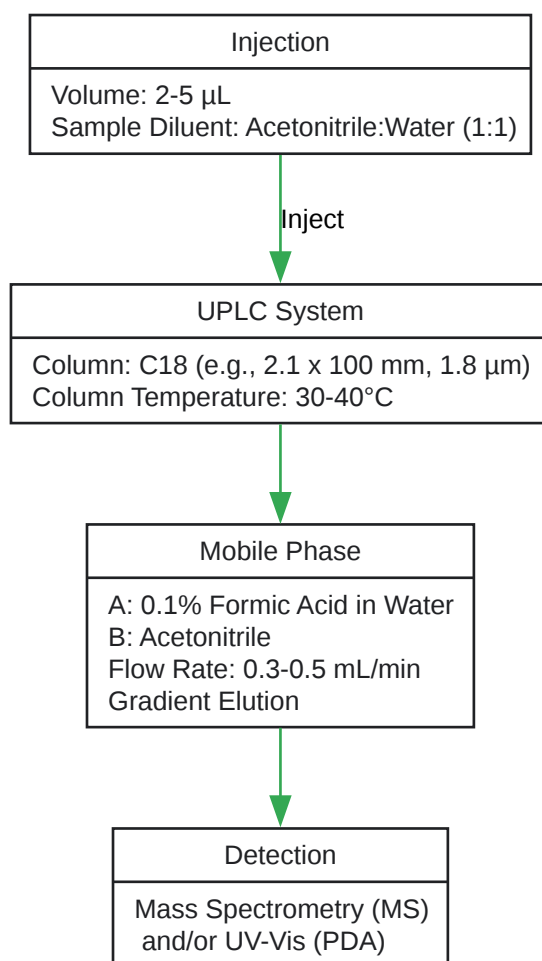 Injection
Volume: 2-5 µL
Sample Diluent: Acetonitrile:Water (1:1)
Inject
UPLC System
Column: C18 (e.g., 2.1 x 100 mm, 1.8 µm)
Column Temperature: 30-40°C
Mobile Phase
A: 0.1% Formic Acid in Water
B: Acetonitrile
Flow Rate: 0.3-0.5 mL/min
Gradient Elution
Detection
Mass Spectrometry (MS)
and/or UV-Vis (PDA)